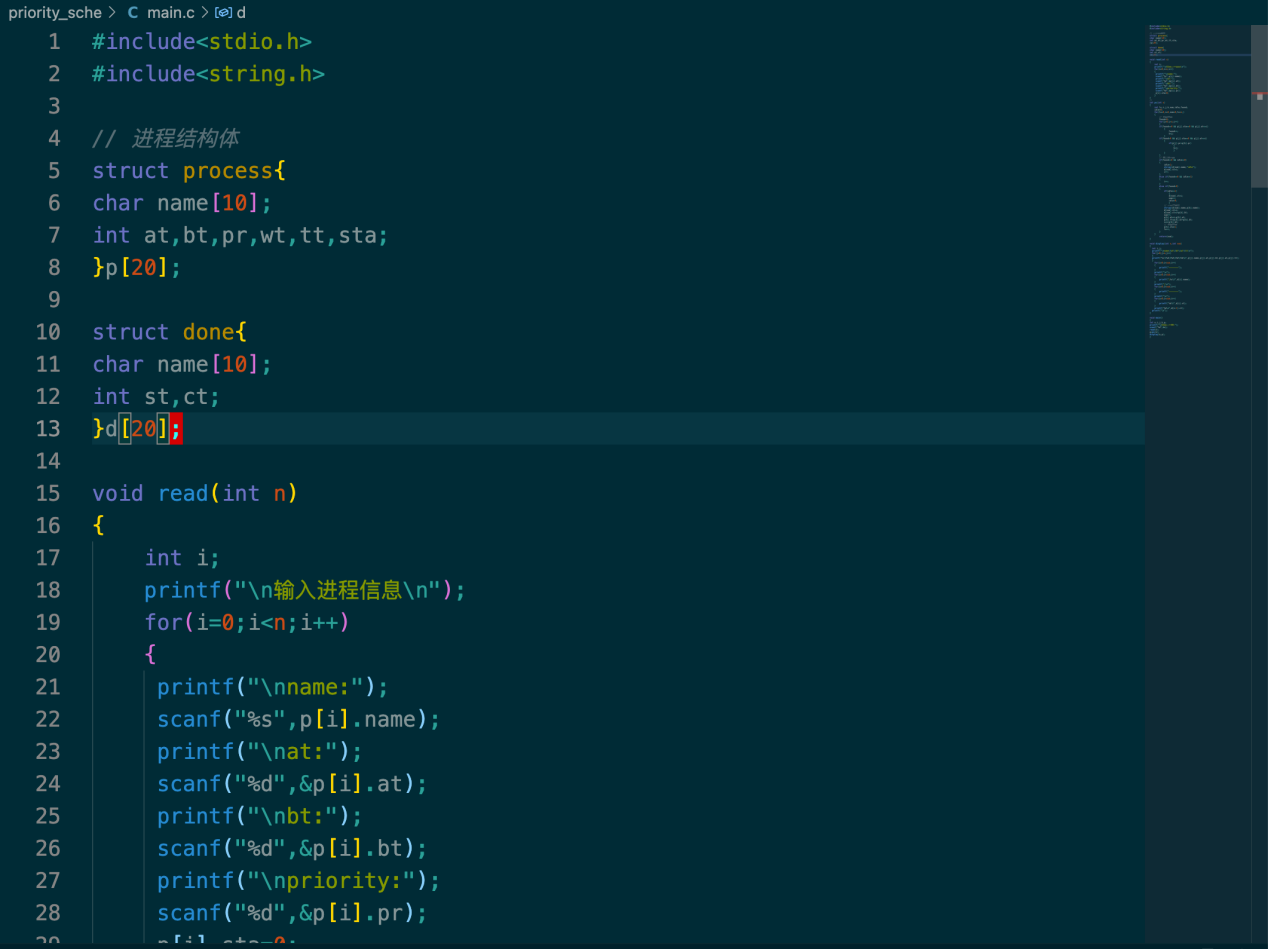 priority_sche > C main.c > d
1 #include<stdio.h>
2 #include<string.h>
3
4 // 进程结构体
5 struct process{
6 char name[10];
7 int at,bt,pr,wt,tt,sta;
8 }p[20];
9
10 struct done{
11 char name[10];
12 int st,ct;
13 }d[20];
14
15 void read(int n)
16 {
17 int i;
18 printf("\n输入进程信息\n");
19 for(i=0;i<n;i++)
20 {
21 printf("\nname:");
22 scanf("%s",p[i].name);
23 printf("\nat:");
24 scanf("%d",&p[i].at);
25 printf("\nbt:");
26 scanf("%d",&p[i].bt);
27 printf("\npriority:");
28 scanf("%d",&p[i].pr);
29 p[i].sta=0;